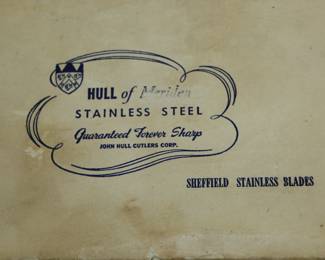 HULL of Meriden
STAINLESS STEEL
Guaranteed Forever Sharp
JOHN HULL CUTLERS CORP.
SHEFFIELD STAINLESS BLADES